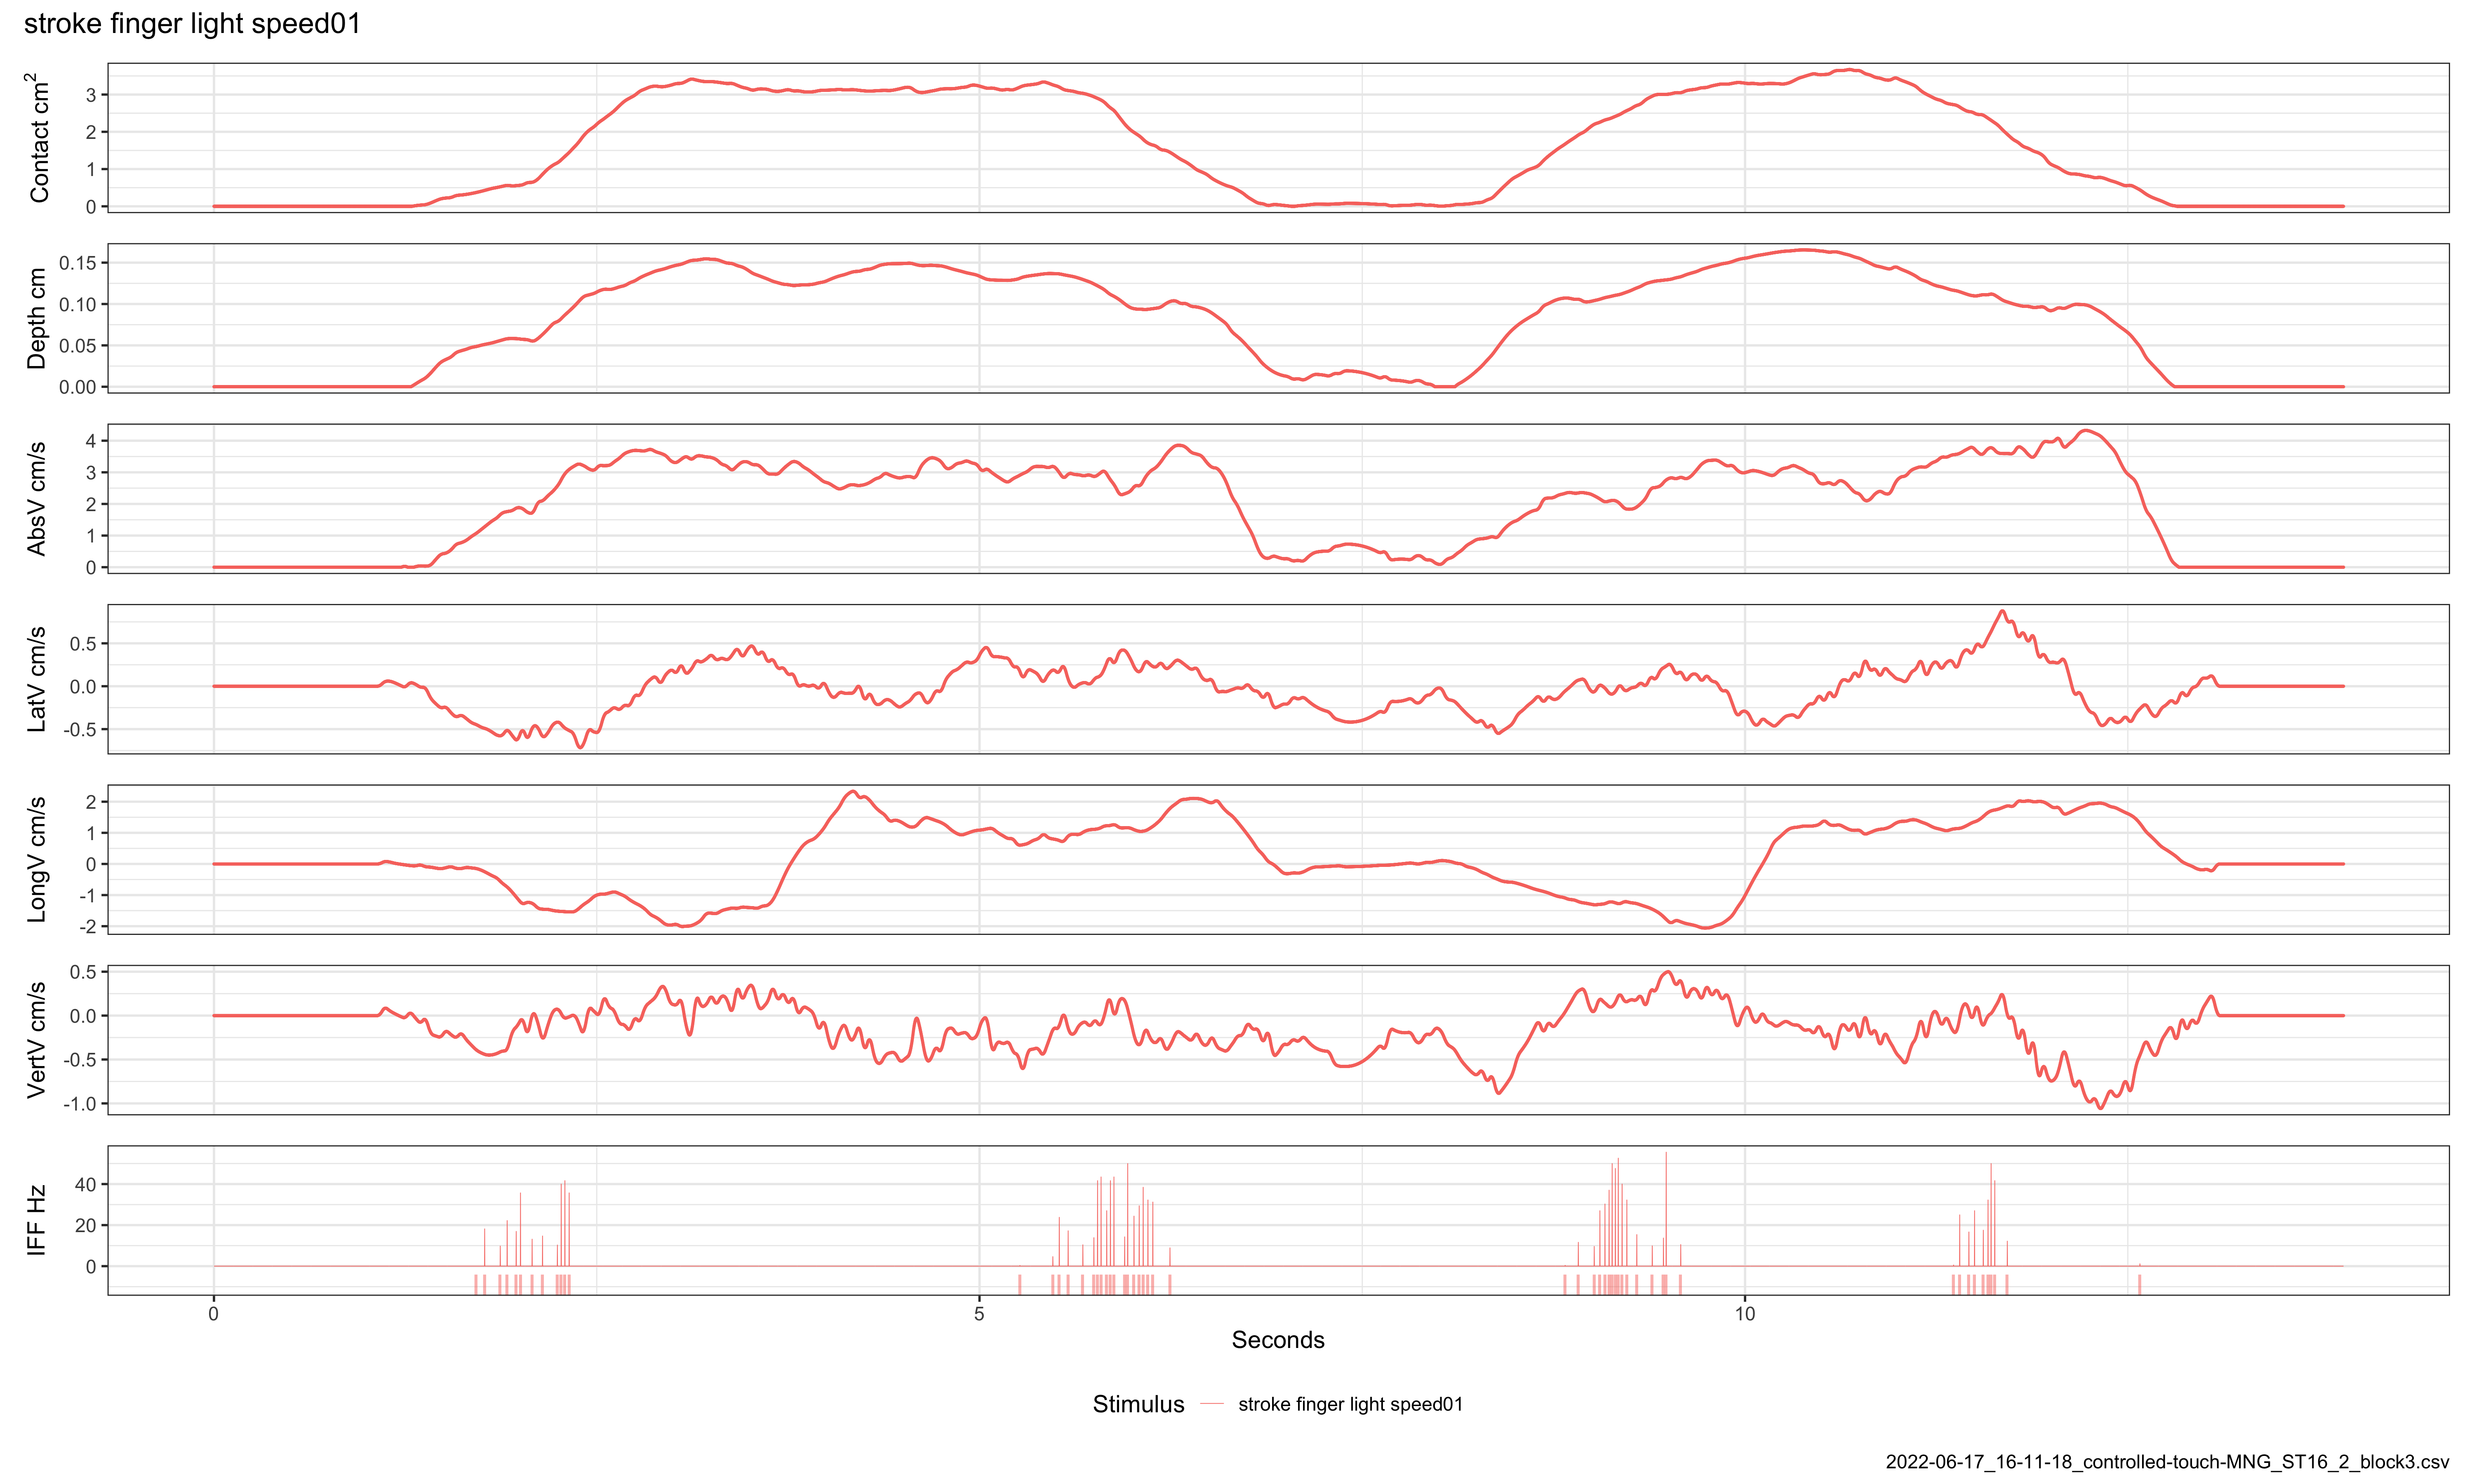 stroke finger light speed01
Contact cm²
3
2
1
0
Depth cm
0.15
0.10
0.05
0.00
AbsV cm/s
4
3
2
1
0
LatV cm/s
0.5
0.0
-0.5
LongV cm/s
2
1
0
-1
-2
VertV cm/s
0.5
0.0
-0.5
-1.0
IFF Hz
40
20
0
0 5 10
Seconds
Stimulus stroke finger light speed01
2022-06-17_16-11-18_controlled-touch-MNG_ST16_2_block3.csv